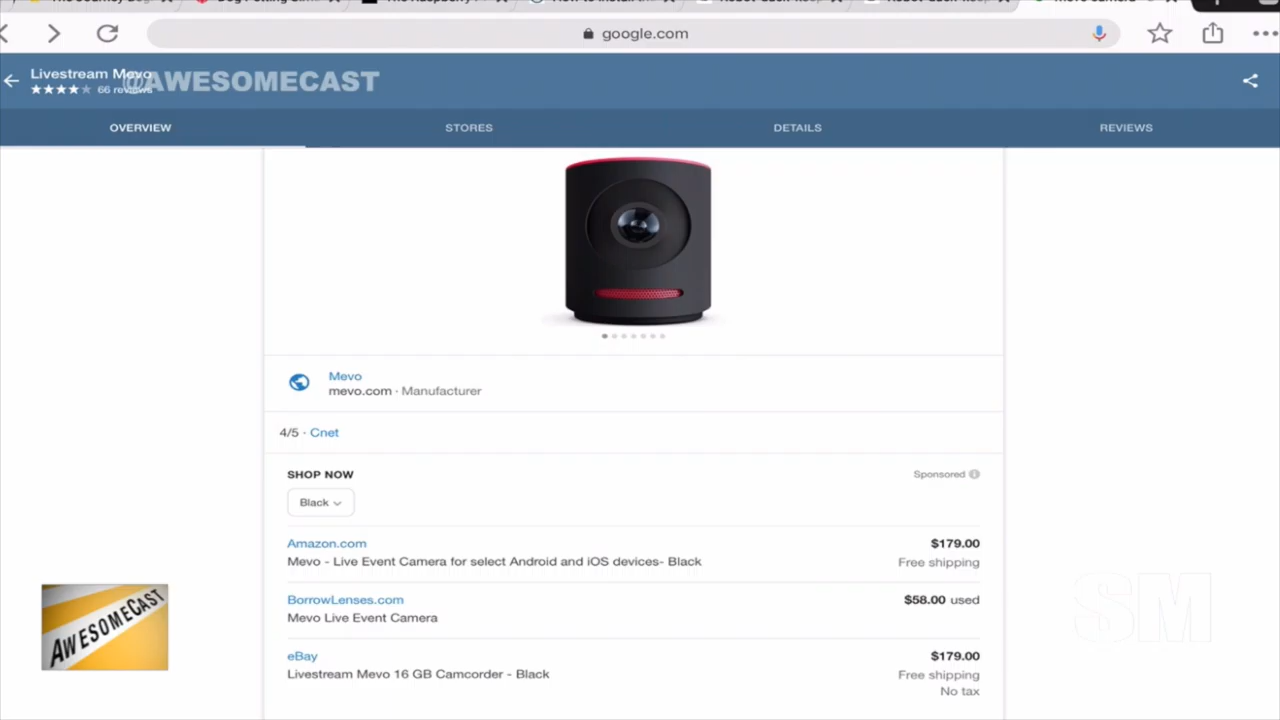 google.com
Livestream Mevo
66 reviews
@AWESOMECAST
OVERVIEW
STORES
DETAILS
REVIEWS
Mevo
mevo.com · Manufacturer
4/5 · Cnet
SHOP NOW
Sponsored
Black
Amazon.com
$179.00
Mevo - Live Event Camera for select Android and iOS devices- Black
Free shipping
BorrowLenses.com
$58.00 used
Mevo Live Event Camera
eBay
$179.00
Livestream Mevo 16 GB Camcorder - Black
Free shipping
No tax
AWESOMECAST
SM